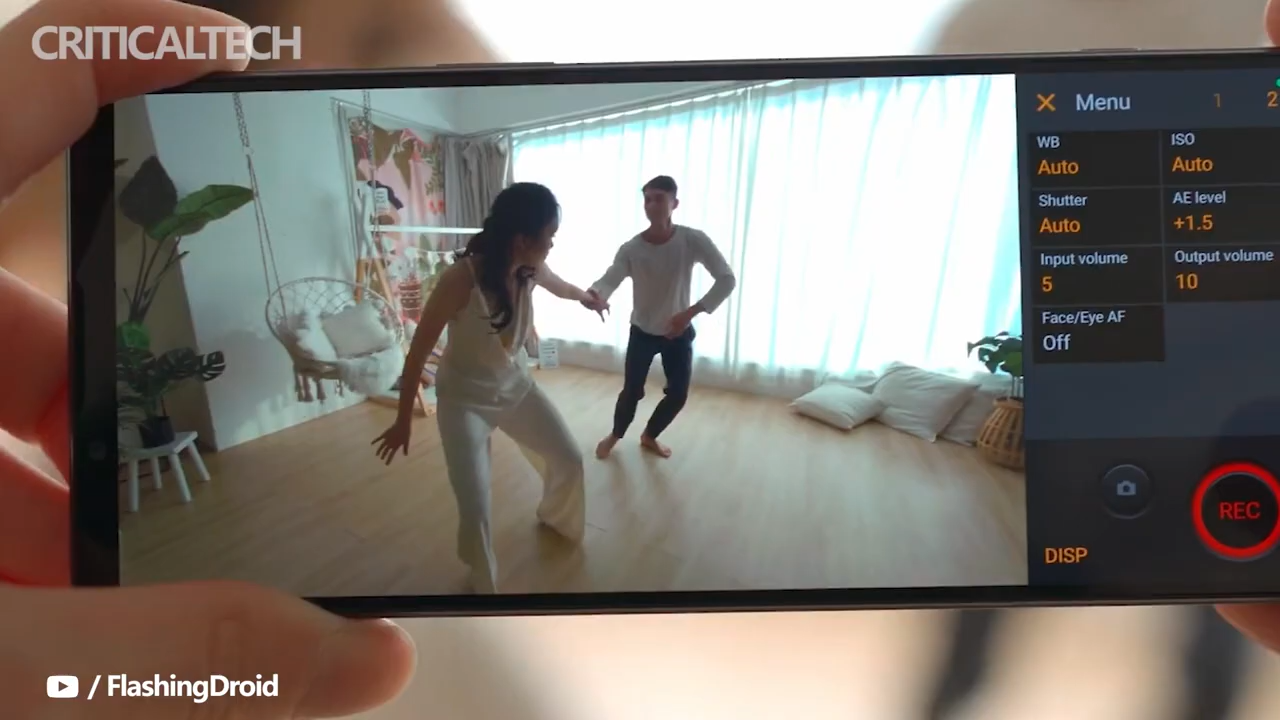 CRITICALTECH
Menu 1 2
WB
Auto
ISO
Auto
Shutter
Auto
AE level
+1.5
Input volume
5
Output volume
10
Face/Eye AF
Off
REC
DISP
/ FlashingDroid